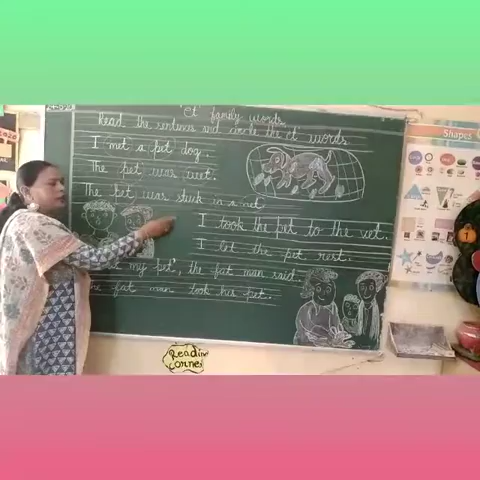 et family words.
Read the sentences and circle the et words.
I met a pet dog.
The pet was wet.
The pet was stuck in a net.
I took the pet to the vet.
I let the pet rest.
my pet", the fat man said.
The fat man took his pet.
Reading
corner
Shapes